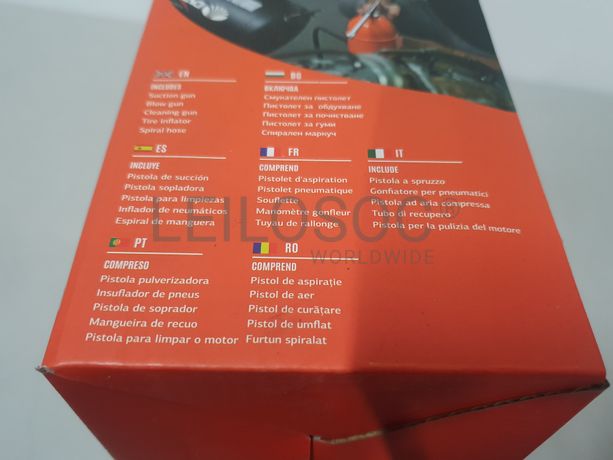 EN
INCLUDES
Suction gun
Blow gun
Cleaning gun
Tire inflator
Spiral hose
BG
ВКЛЮЧВА
Смукателен пистолет
Пистолет за обдухване
Пистолет за почистване
Пистолет за гуми
Спирален маркуч
ES
INCLUYE
Pistola de succión
Pistola sopladora
Pistola para limpiezas
Inflador de neumáticos
Espiral de manguera
FR
COMPREND
Pistolet d'aspiration
Pistolet pneumatique
Souflette
Manomètre gonfleur
Tuyau de rallonge
IT
INCLUDE
Pistola a spruzzo
Gonfiatore per pneumatici
Pistola ad aria compressa
Tubo di recupero
Pistola per la pulizia del motore
PT
COMPRESO
Pistola pulverizadora
Insuflador de pneus
Pistola de soprador
Mangueira de recuo
Pistola para limpar o motor
RO
COMPREND
Pistol de aspirație
Pistol de aer
Pistol de curățare
Pistol de umflat
Furtun spiralat
LEILOSOC®
WORLDWIDE